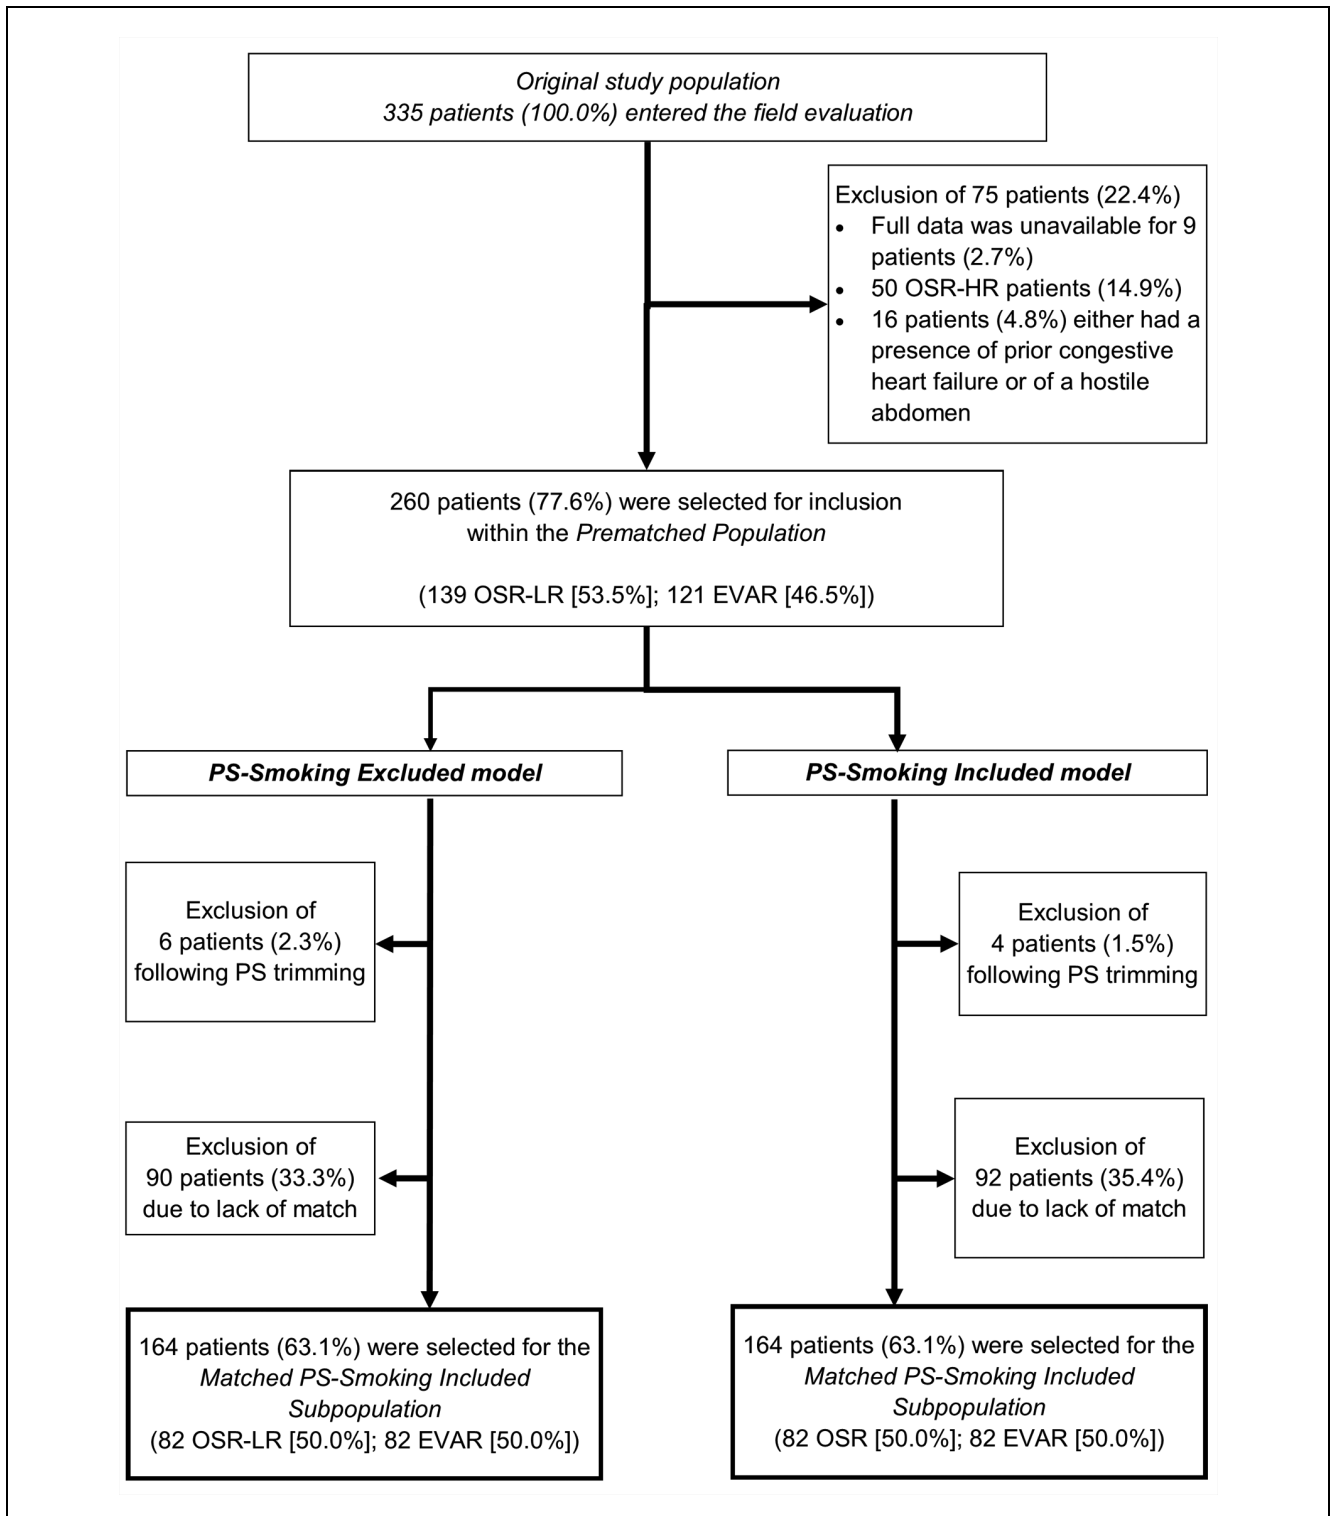 Original study population
335 patients (100.0%) entered the field evaluation
Exclusion of 75 patients (22.4%)
• Full data was unavailable for 9
patients (2.7%)
• 50 OSR-HR patients (14.9%)
• 16 patients (4.8%) either had a
presence of prior congestive
heart failure or of a hostile
abdomen
260 patients (77.6%) were selected for inclusion
within the Prematched Population
(139 OSR-LR [53.5%]; 121 EVAR [46.5%])
PS-Smoking Excluded model
PS-Smoking Included model
Exclusion of
6 patients (2.3%)
following PS trimming
Exclusion of
4 patients (1.5%)
following PS trimming
Exclusion of
90 patients (33.3%)
due to lack of match
Exclusion of
92 patients (35.4%)
due to lack of match
164 patients (63.1%) were selected for the
Matched PS-Smoking Included
Subpopulation
(82 OSR-LR [50.0%]; 82 EVAR [50.0%])
164 patients (63.1%) were selected for the
Matched PS-Smoking Included
Subpopulation
(82 OSR [50.0%]; 82 EVAR [50.0%])